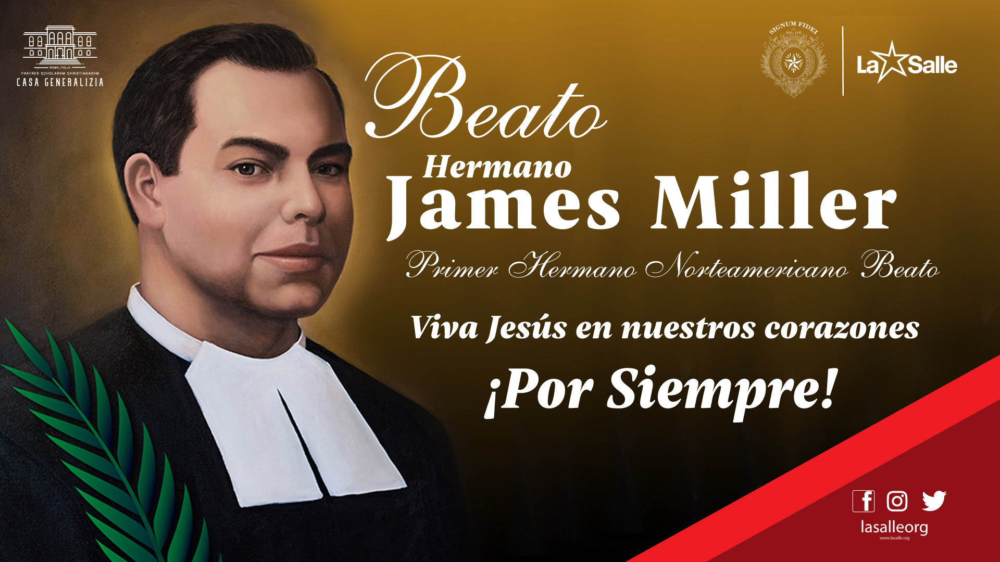 ROMA, ITALIA
FRATRES SCHOLARVM CHRISTIANARVM
CASA GENERALIZIA
SIGNUM FIDEI
La Salle
Beato
Hermano
James Miller
Primer Hermano Norteamericano Beato
Viva Jesús en nuestros corazones
¡Por Siempre!
lasalleorg
www.lasalle.org